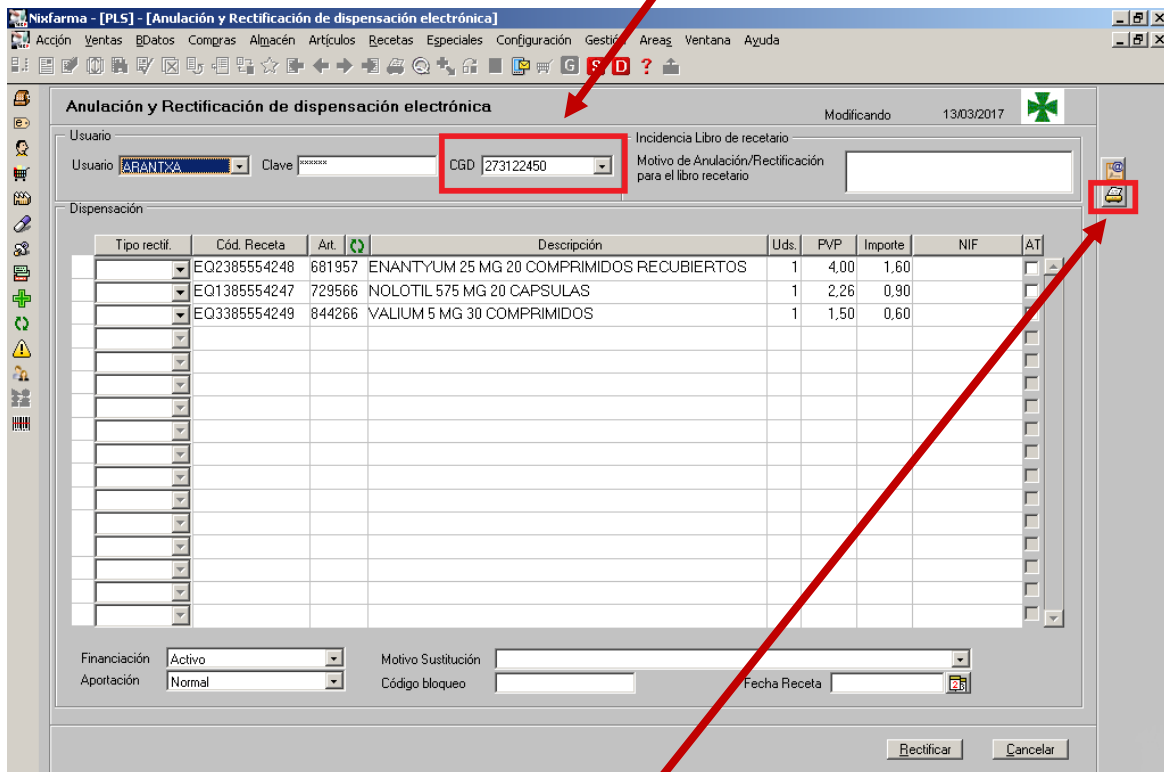 Nixfarma - [PLS] - [Anulación y Rectificación de dispensación electrónica]
Acción Ventas BDatos Compras Almacén Artículos Recetas Especiales Configuración Gestión Areas Ventana Ayuda
G S D ?
Anulación y Rectificación de dispensación electrónica
Modificando 13/03/2017
Usuario
Incidencia Libro de recetario
Usuario ARANTXA Clave ****** CGD 273122450
Motivo de Anulación/Rectificación
para el libro recetario
Dispensación
Tipo rectif. Cód. Receta Art. Descripción Uds. PVP Importe NIF AT
EQ2385554248 681957 ENANTYUM 25 MG 20 COMPRIMIDOS RECUBIERTOS 1 4,00 1,60
EQ1385554247 729566 NOLOTIL 575 MG 20 CAPSULAS 1 2,26 0,90
EQ3385554249 844266 VALIUM 5 MG 30 COMPRIMIDOS 1 1,50 0,60
Financiación Activo Motivo Sustitución
Aportación Normal Código bloqueo Fecha Receta
Rectificar Cancelar